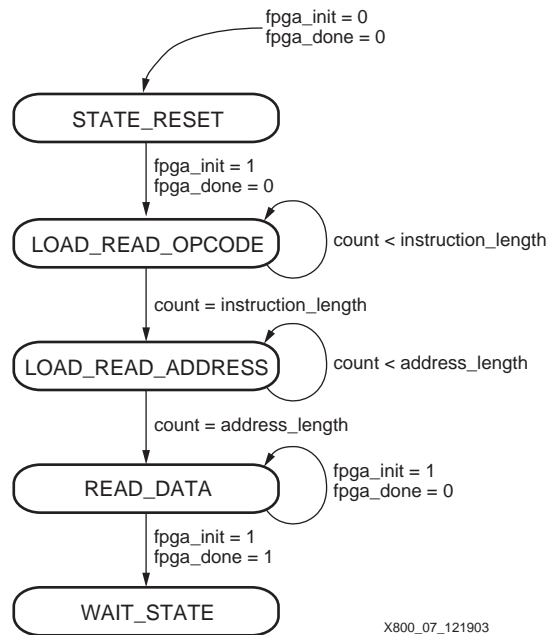 fpga_init = 0
fpga_done = 0
STATE_RESET
fpga_init = 1
fpga_done = 0
LOAD_READ_OPCODE
count < instruction_length
count = instruction_length
LOAD_READ_ADDRESS
count < address_length
count = address_length
READ_DATA
fpga_init = 1
fpga_done = 0
fpga_init = 1
fpga_done = 1
WAIT_STATE
X800_07_121903